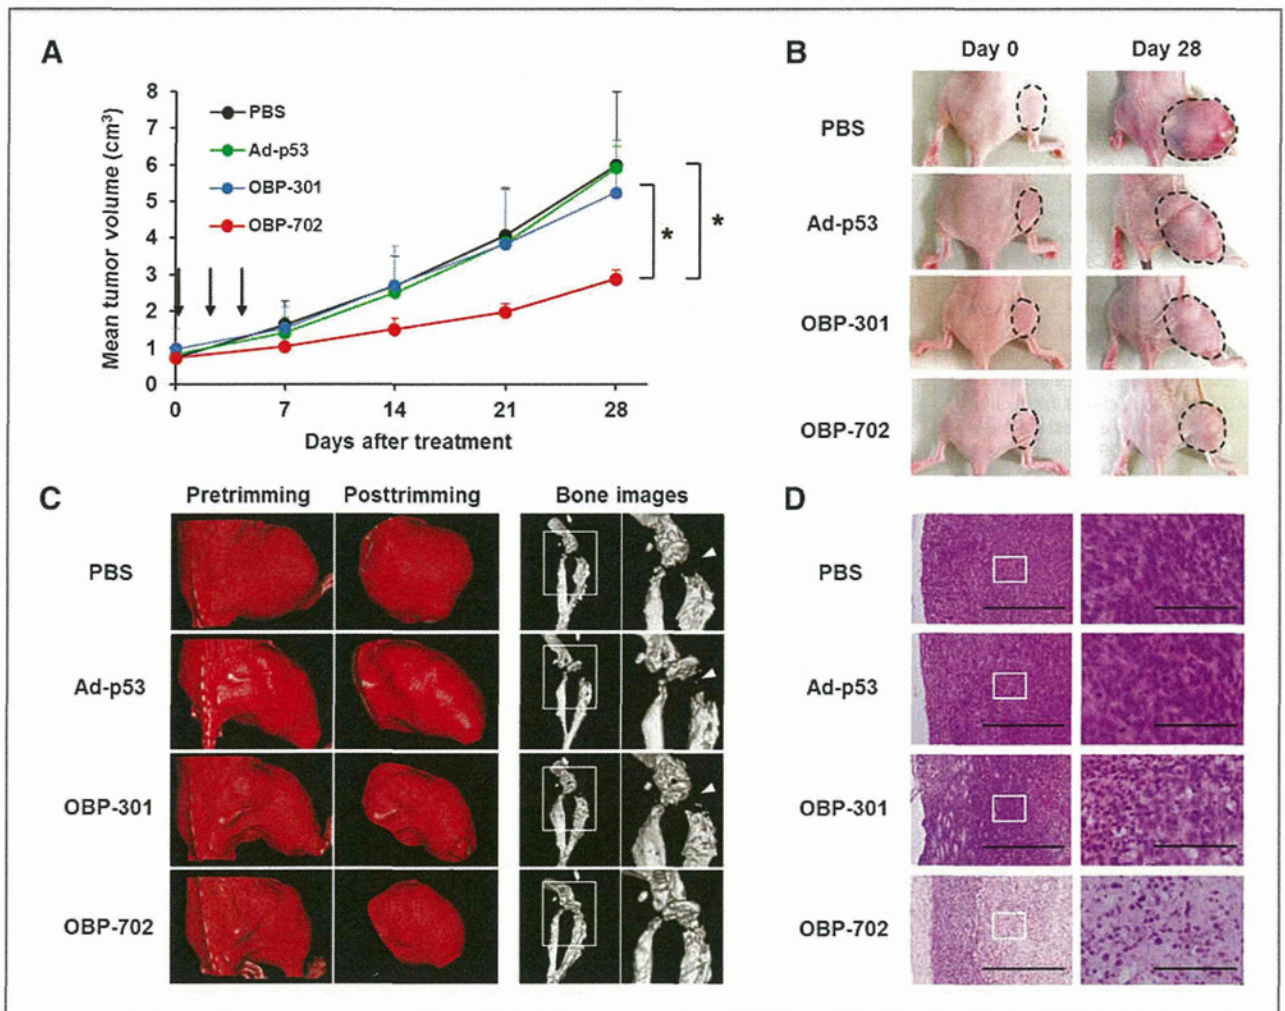 A
Mean tumor volume (cm³)
8
7
6
5
4
3
2
1
0
PBS
Ad-p53
OBP-301
OBP-702
*
*
0 7 14 21 28
Days after treatment
B
Day 0 Day 28
PBS
Ad-p53
OBP-301
OBP-702
C
Pretrimming Posttrimming Bone images
PBS
Ad-p53
OBP-301
OBP-702
D
PBS
Ad-p53
OBP-301
OBP-702